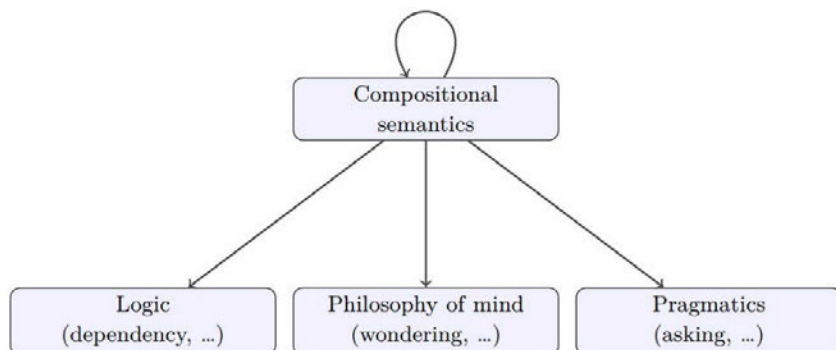 Compositional
semantics
Logic
(dependency, ...)
Philosophy of mind
(wondering, ...)
Pragmatics
(asking, ...)